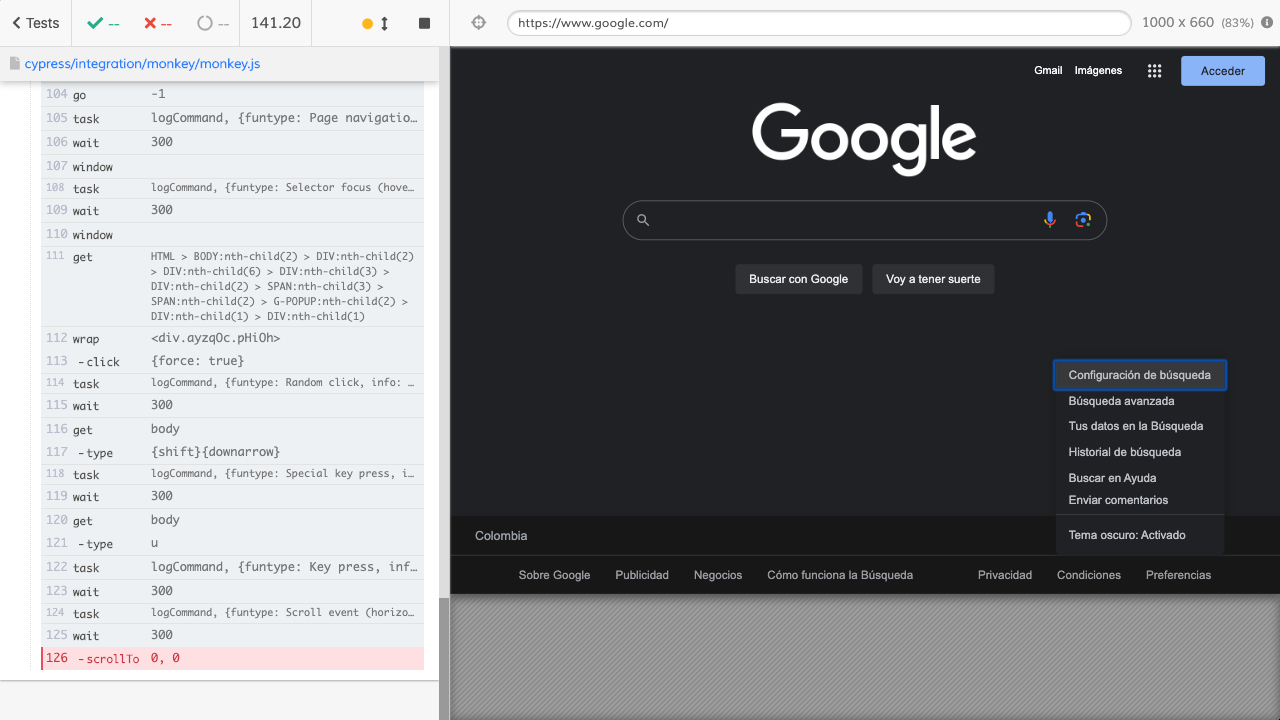 Tests
--
--
--
141.20
https://www.google.com/
1000 x 660 (83%)
cypress/integration/monkey/monkey.js
104 go -1
105 task logCommand, {funtype: Page navigatio…
106 wait 300
107 window
108 task logCommand, {funtype: Selector focus (hove…
109 wait 300
110 window
111 get HTML > BODY:nth-child(2) > DIV:nth-child(2)
> DIV:nth-child(6) > DIV:nth-child(3) >
DIV:nth-child(2) > SPAN:nth-child(3) >
SPAN:nth-child(2) > G-POPUP:nth-child(2) >
DIV:nth-child(1) > DIV:nth-child(1)
112 wrap <div.ayzqOc.pHiOh>
113 -click {force: true}
114 task logCommand, {funtype: Random click, info: …
115 wait 300
116 get body
117 -type {shift}{downarrow}
118 task logCommand, {funtype: Special key press, i…
119 wait 300
120 get body
121 -type u
122 task logCommand, {funtype: Key press, inf…
123 wait 300
124 task logCommand, {funtype: Scroll event (horizo…
125 wait 300
126 -scrollTo 0, 0
Gmail Imágenes
Acceder
Google
Buscar con Google
Voy a tener suerte
Configuración de búsqueda
Búsqueda avanzada
Tus datos en la Búsqueda
Historial de búsqueda
Buscar en Ayuda
Enviar comentarios
Tema oscuro: Activado
Colombia
Sobre Google Publicidad Negocios Cómo funciona la Búsqueda Privacidad Condiciones Preferencias